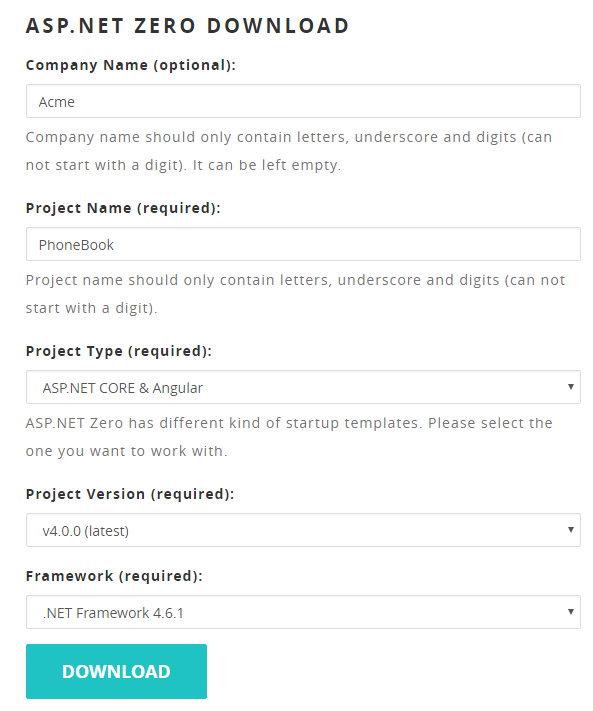 ASP.NET ZERO DOWNLOAD
Company Name (optional):
Acme
Company name should only contain letters, underscore and digits (can
not start with a digit). It can be left empty.
Project Name (required):
PhoneBook
Project name should only contain letters, underscore and digits (can not
start with a digit).
Project Type (required):
ASP.NET CORE & Angular
ASP.NET Zero has different kind of startup templates. Please select the
one you want to work with.
Project Version (required):
v4.0.0 (latest)
Framework (required):
.NET Framework 4.6.1
DOWNLOAD